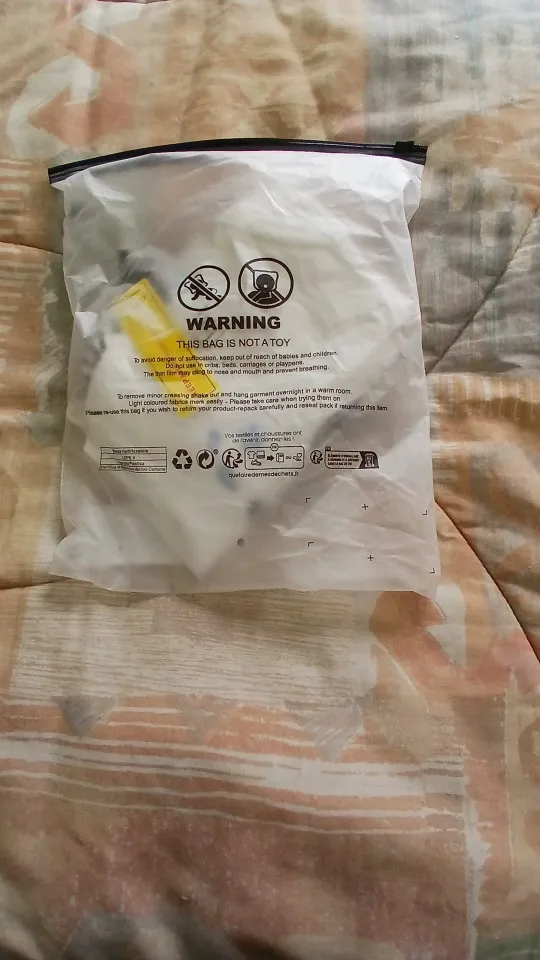 WARNING
THIS BAG IS NOT A TOY
To avoid danger of suffocation, keep out of reach of babies and children.
Do not use in cribs, beds, carriages or playpens.
The thin film may cling to nose and mouth and prevent breathing.
To remove minor creasing shake out and hang garment overnight in a warm room.
Light coloured fabrics mark easily - Please take care when trying them on
Please re-use this bag if you wish to return your product-repack carefully and reseal pack if returning this item
Vos textiles et chaussures ont
de l'avenir, donnez-les !
FR
quefairedemesdechets.fr